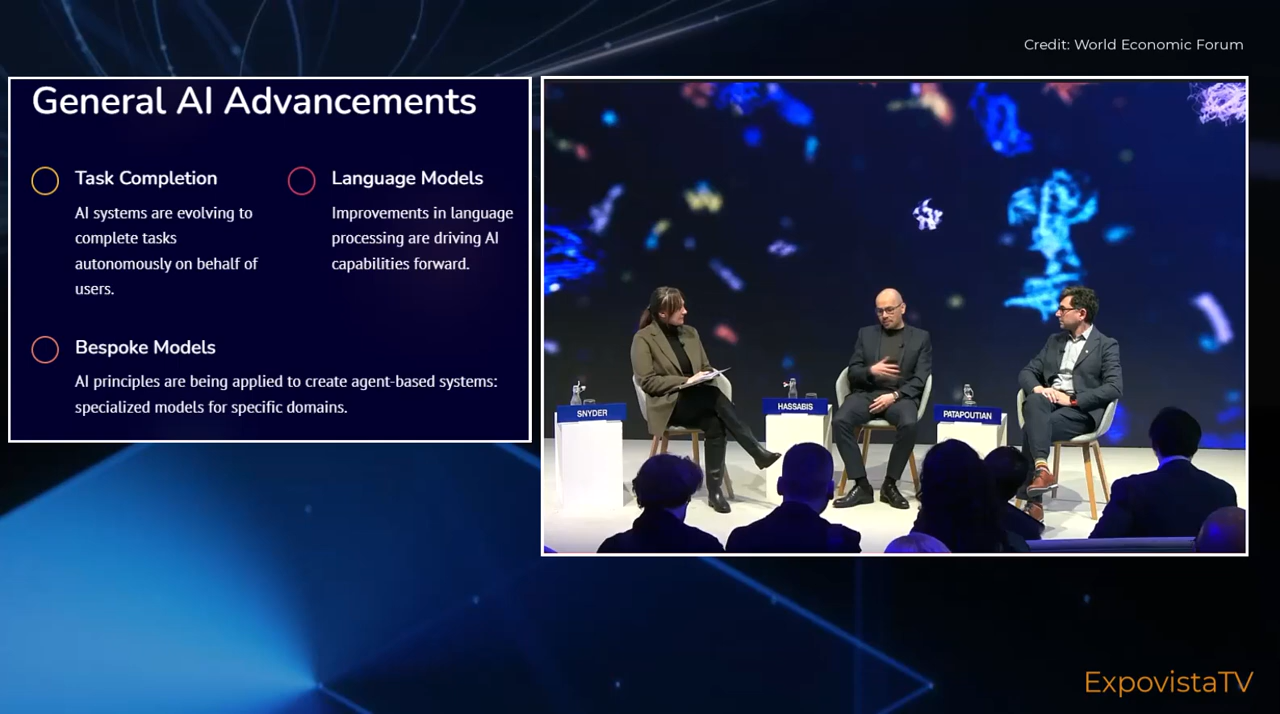 Credit: World Economic Forum
General AI Advancements
Task Completion
AI systems are evolving to
complete tasks
autonomously on behalf of
users.
Language Models
Improvements in language
processing are driving AI
capabilities forward.
Bespoke Models
AI principles are being applied to create agent-based systems:
specialized models for specific domains.
SNYDER
HASSABIS
PATAPOUTIAN
ExpovistaTV